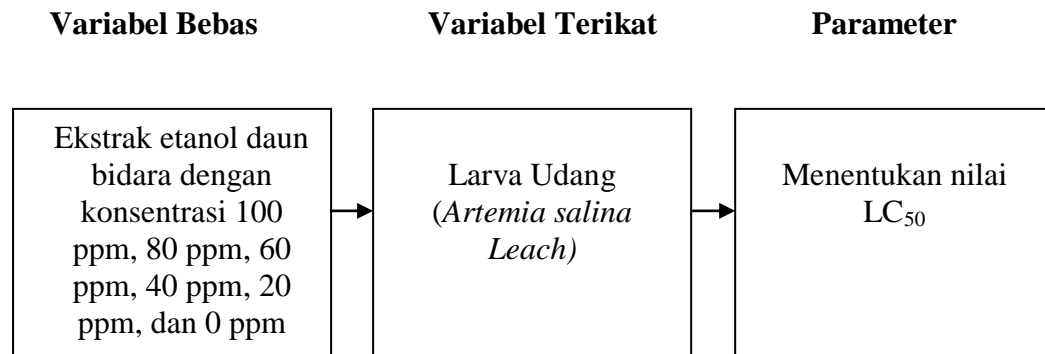 Variabel Bebas
Variabel Terikat
Parameter
Ekstrak etanol daun
bidara dengan
konsentrasi 100
ppm, 80 ppm, 60
ppm, 40 ppm, 20
ppm, dan 0 ppm
Larva Udang
(Artemia salina
Leach)
Menentukan nilai
LC₅₀